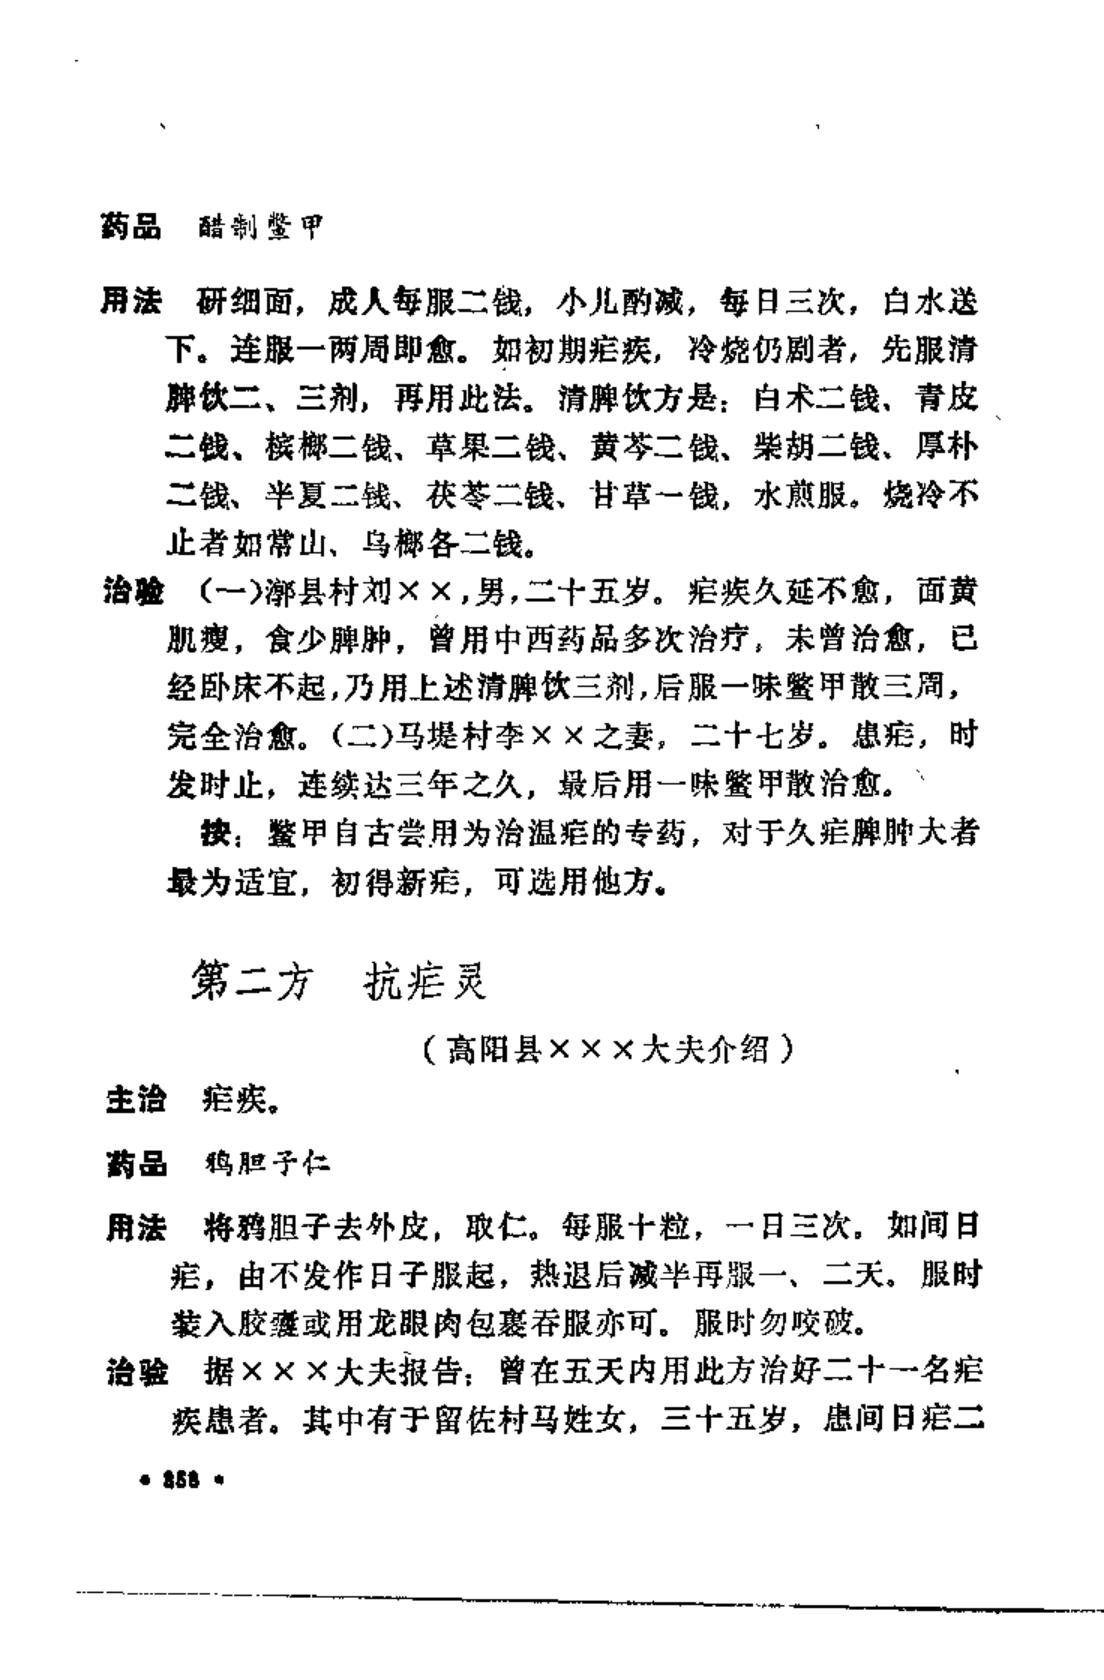 药品 醋制鳖甲
用法 研细面，成人每服二钱，小儿酌减，每日三次，白水送
下。连服一两周即愈。如初期疟疾，冷烧仍剧者，先服清
脾饮二、三剂，再用此法。清脾饮方是：白术二钱、青皮
二钱、槟榔二钱、草果二钱、黄芩二钱、柴胡二钱、厚朴
二钱、半夏二钱、茯苓二钱、甘草一钱，水煎服。烧冷不
止者如常山、乌榔各二钱。
治验 （一）漷县村刘××，男，二十五岁。疟疾久延不愈，面黄
肌瘦，食少脾肿，曾用中西药品多次治疗，未曾治愈，已
经卧床不起，乃用上述清脾饮三剂，后服一味鳖甲散三周，
完全治愈。（二）马堤村李××之妻，二十七岁。患疟，时
发时止，连续达三年之久，最后用一味鳖甲散治愈。
按：鳖甲自古尝用为治温疟的专药，对于久疟脾肿大者
最为适宜，初得新疟，可选用他方。
第二方 抗疟灵
（高阳县×××大夫介绍）
主治 疟疾。
药品 鸦胆子仁
用法 将鸦胆子去外皮，取仁。每服十粒，一日三次。如间日
疟，由不发作日子服起，热退后减半再服一、二天。服时
装入胶囊或用龙眼肉包裹吞服亦可。服时勿咬破。
治验 据×××大夫报告：曾在五天内用此方治好二十一名疟
疾患者。其中有于留佐村马姓女，三十五岁，患间日疟二